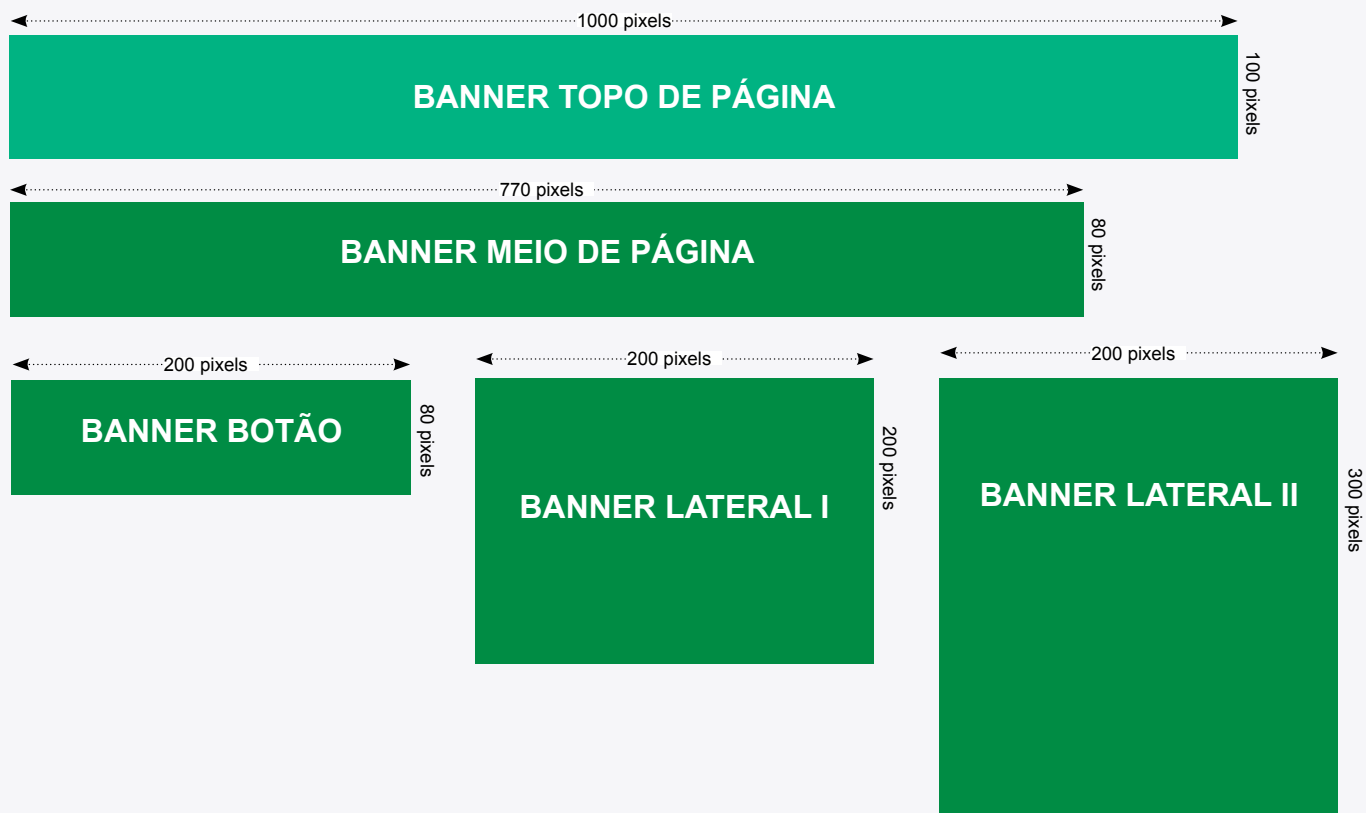 1000 pixels
BANNER TOPO DE PÁGINA
100 pixels
770 pixels
BANNER MEIO DE PÁGINA
80 pixels
200 pixels
BANNER BOTÃO
80 pixels
200 pixels
BANNER LATERAL I
200 pixels
200 pixels
BANNER LATERAL II
300 pixels